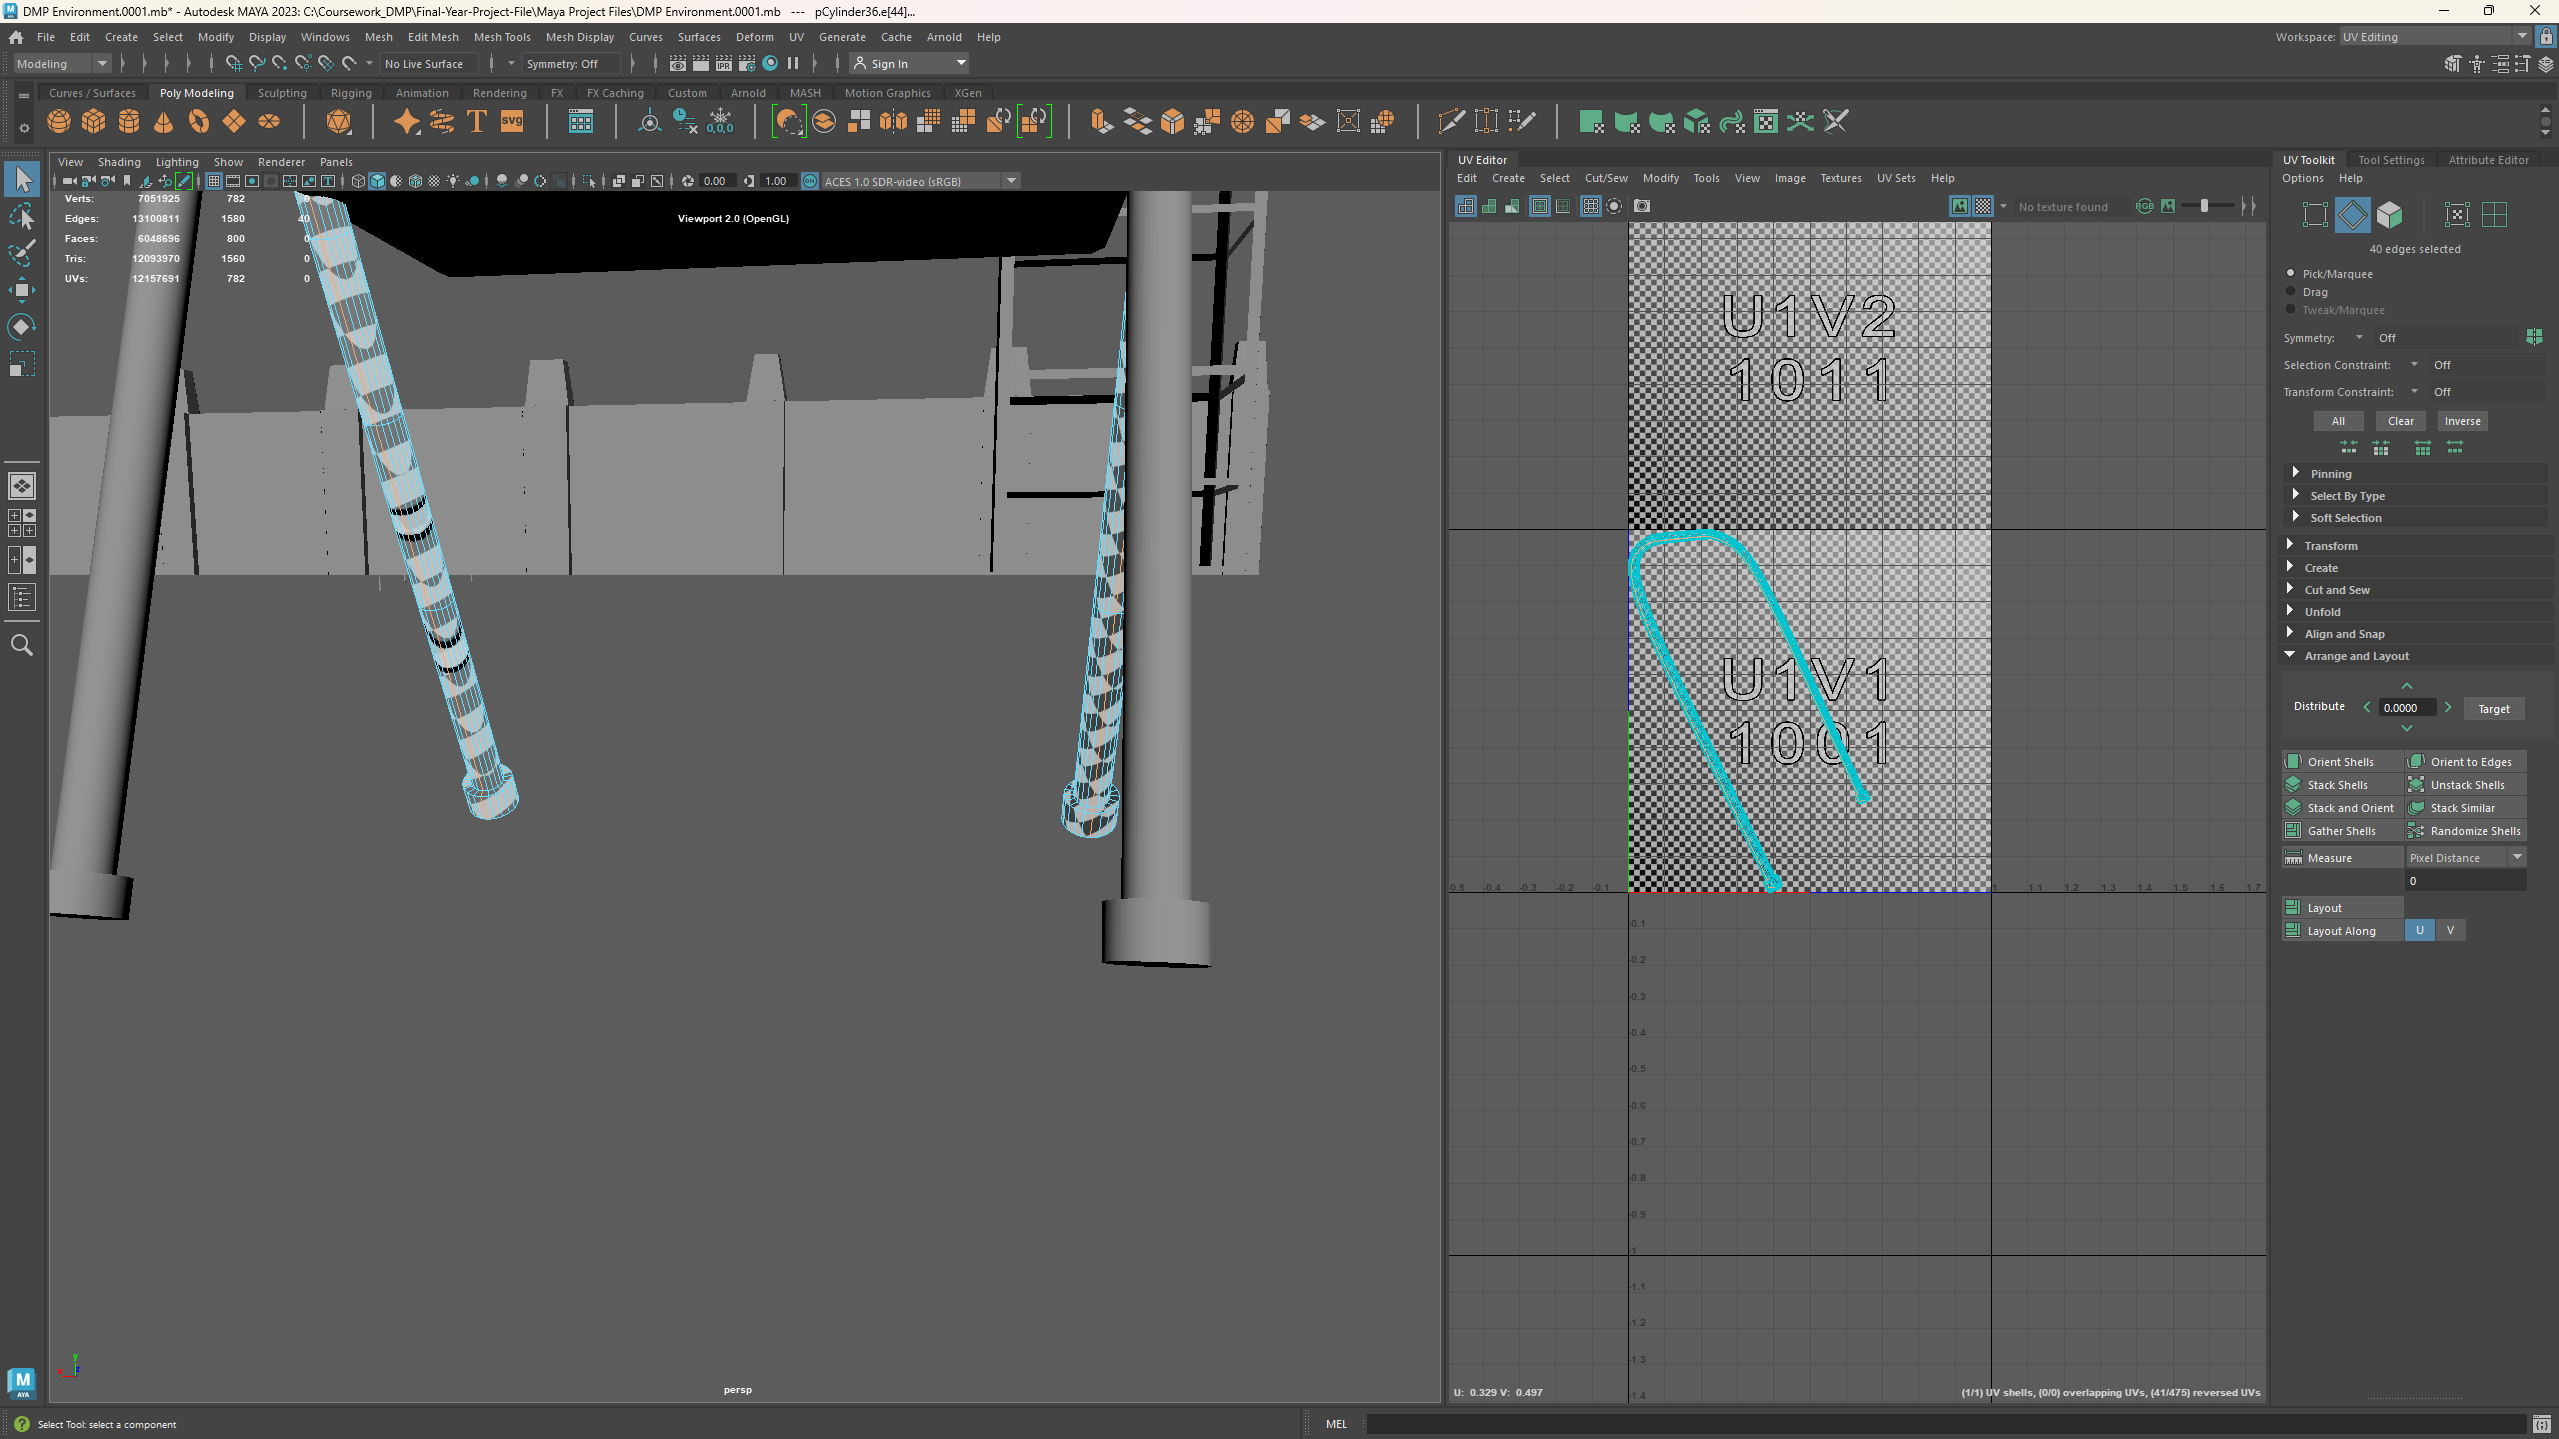 DMP Environment.0001.mb* - Autodesk MAYA 2023: C:\Coursework_DMP\Final-Year-Project-File\Maya Project Files\DMP Environment.0001.mb --- pCylinder36.e[44]...
File Edit Create Select Modify Display Windows Mesh Edit Mesh Mesh Tools Mesh Display Curves Surfaces Deform UV Generate Cache Arnold Help
Workspace: UV Editing
Modeling No Live Surface Symmetry: Off Sign In
Curves / Surfaces Poly Modeling Sculpting Rigging Animation Rendering FX FX Caching Custom Arnold MASH Motion Graphics XGen
View Shading Lighting Show Renderer Panels
0.00 1.00 ACES 1.0 SDR-video (sRGB)
Verts: 7051925 782 0
Edges: 13100811 1580 40
Faces: 6048696 800 0
Tris: 12093970 1560 0
UVs: 12157691 782 0
Viewport 2.0 (OpenGL)
persp
UV Editor
Edit Create Select Cut/Sew Modify Tools View Image Textures UV Sets Help
No texture found
U1V2
1011
U1V1
1001
0.5 -0.4 -0.3 -0.2 -0.1 1 1.1 1.2 1.3 1.4 1.5 1.6 1.7
-0.1
-0.2
-0.3
-0.4
-0.5
-0.6
-0.7
-0.8
-0.9
-1
-1.1
-1.2
-1.3
-1.4
U: 0.329 V: 0.497
(1/1) UV shells, (0/0) overlapping UVs, (41/475) reversed UVs
UV Toolkit Tool Settings Attribute Editor
Options Help
40 edges selected
Pick/Marquee
Drag
Tweak/Marquee
Symmetry: Off
Selection Constraint: Off
Transform Constraint: Off
All Clear Inverse
Pinning
Select By Type
Soft Selection
Transform
Create
Cut and Sew
Unfold
Align and Snap
Arrange and Layout
Distribute 0.0000 Target
Orient Shells Orient to Edges
Stack Shells Unstack Shells
Stack and Orient Stack Similar
Gather Shells Randomize Shells
Measure Pixel Distance
0
Layout
Layout Along U V
Select Tool: select a component
MEL